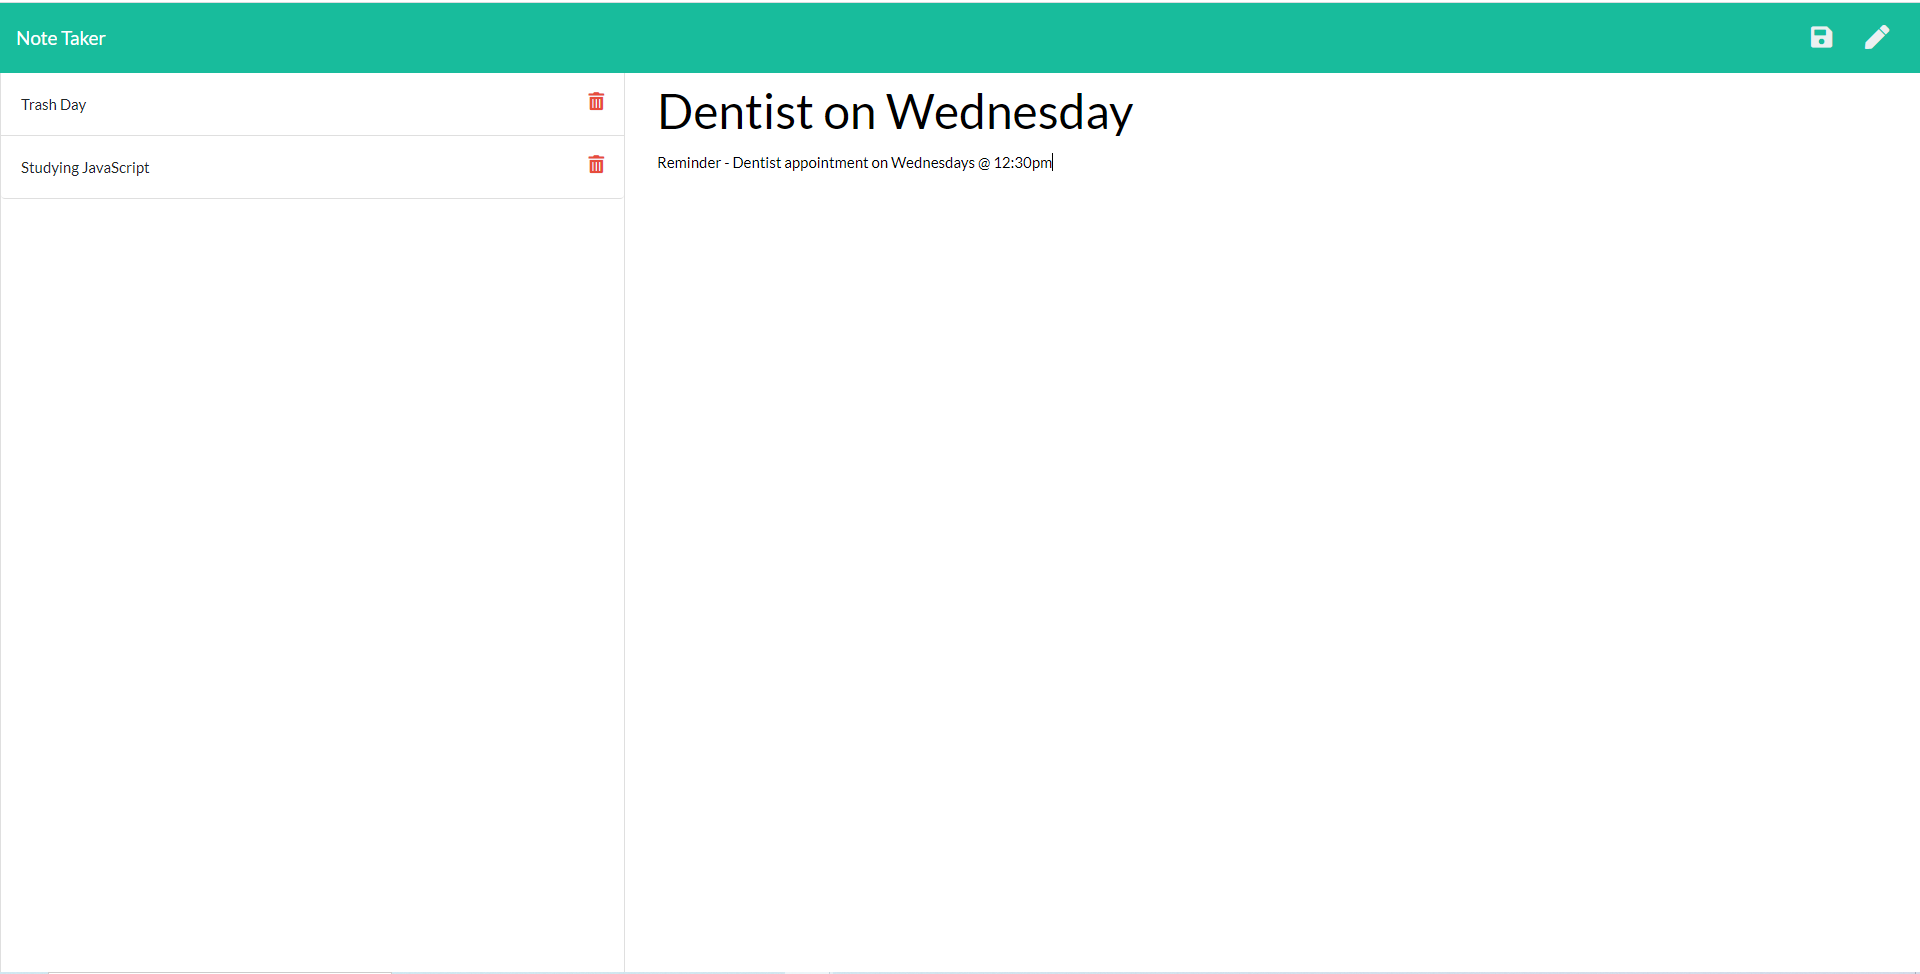 Note Taker
Trash Day
Studying JavaScript
Dentist on Wednesday
Reminder - Dentist appointment on Wednesdays @ 12:30pm